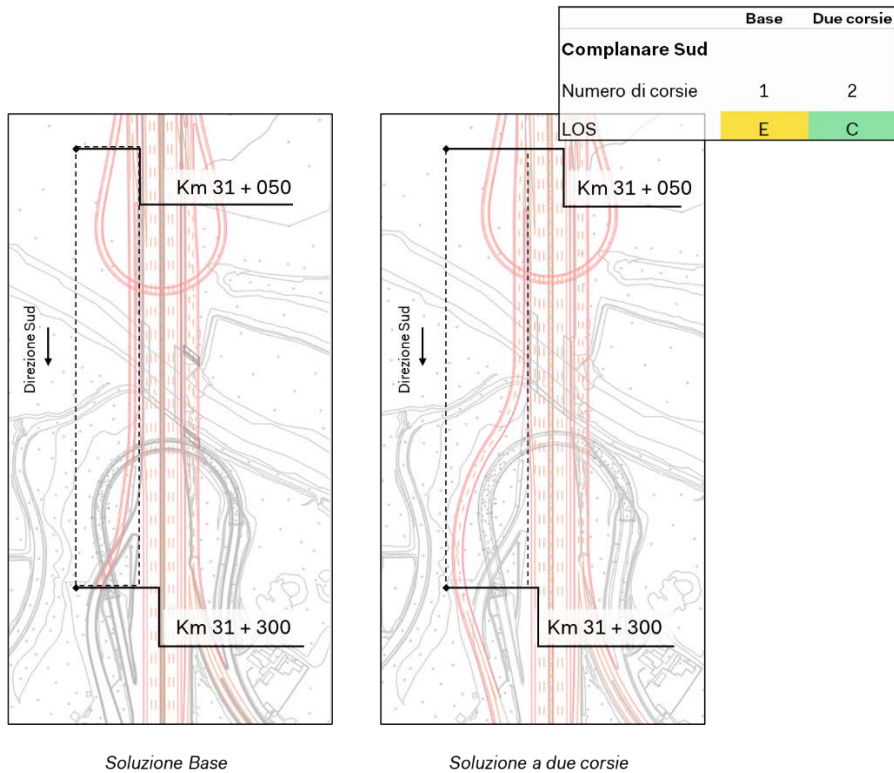 Base Due corsie
Complanare Sud
Numero di corsie 1 2
LOS E C
Km 31 + 050
Direzione Sud
Km 31 + 300
Km 31 + 050
Direzione Sud
Km 31 + 300
Soluzione Base
Soluzione a due corsie